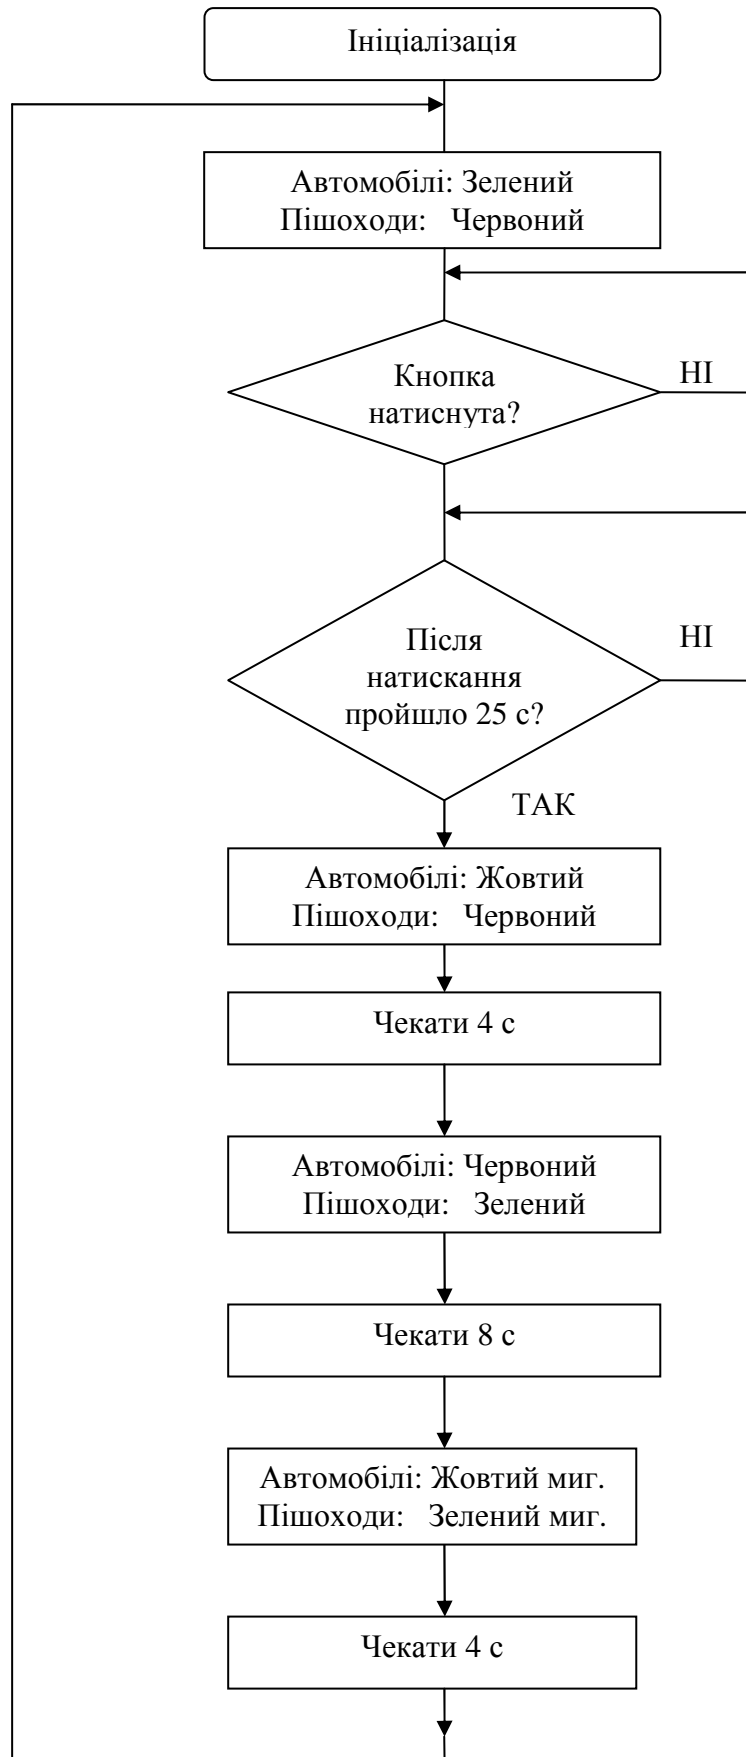 Ініціалізація
Автомобілі: Зелений
Пішоходи: Червоний
Кнопка
натиснута?
НІ
Після
натискання
пройшло 25 с?
НІ
ТАК
Автомобілі: Жовтий
Пішоходи: Червоний
Чекати 4 с
Автомобілі: Червоний
Пішоходи: Зелений
Чекати 8 с
Автомобілі: Жовтий миг.
Пішоходи: Зелений миг.
Чекати 4 с